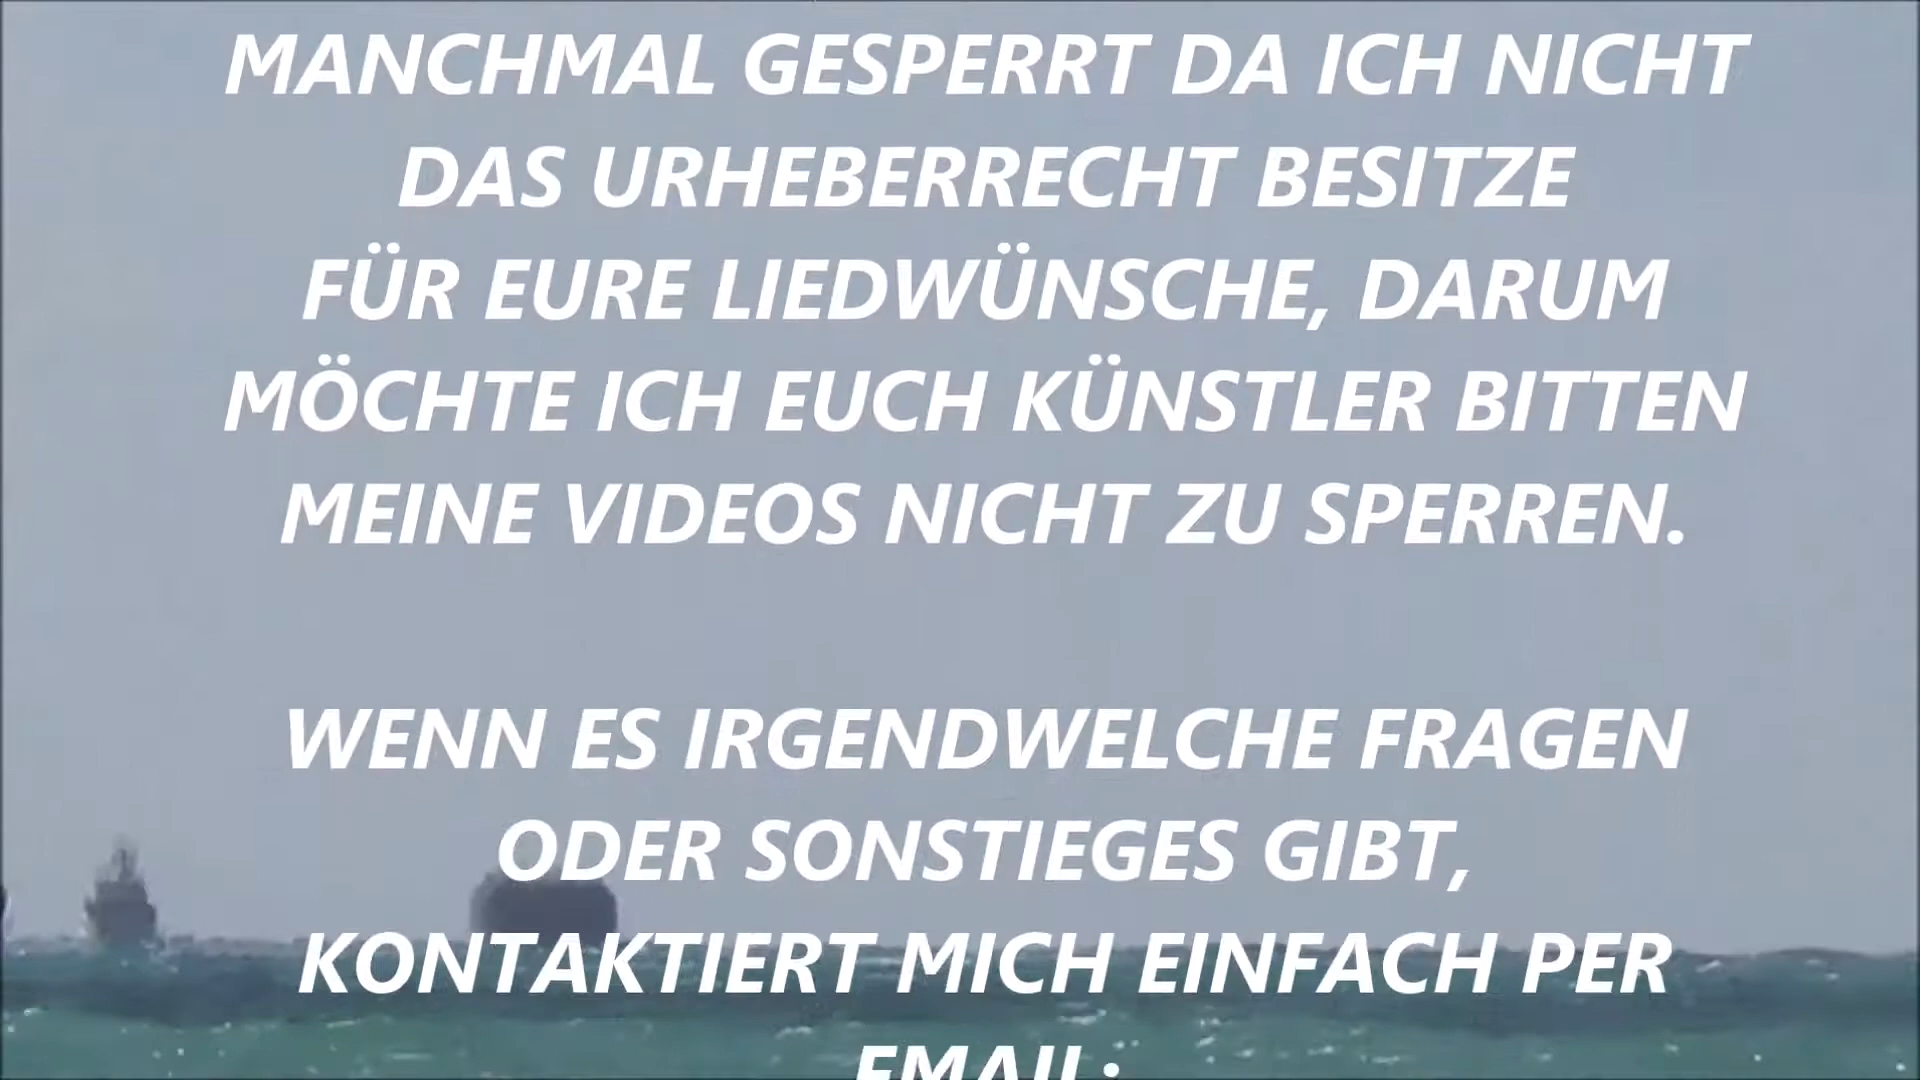 MANCHMAL GESPERRT DA ICH NICHT
DAS URHEBERRECHT BESITZE
FÜR EURE LIEDWÜNSCHE, DARUM
MÖCHTE ICH EUCH KÜNSTLER BITTEN
MEINE VIDEOS NICHT ZU SPERREN.
WENN ES IRGENDWELCHE FRAGEN
ODER SONSTIEGES GIBT,
KONTAKTIERT MICH EINFACH PER
EMAIL: